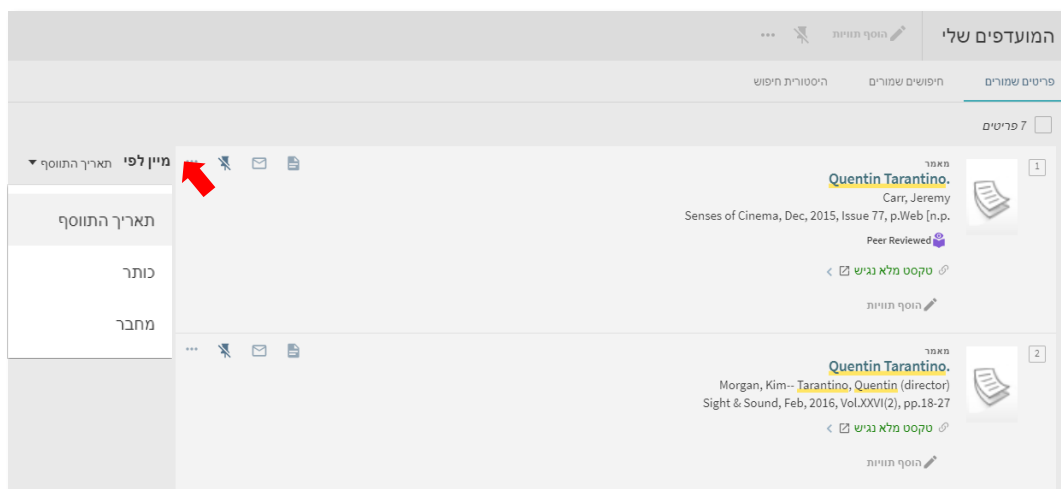 המועדפים שלי
הוסף תוויות
פריטים שמורים
חיפושים שמורים
היסטורית חיפוש
7 פריטים
מיין לפי תאריך התווסף
תאריך התווסף
כותר
מחבר
1
מאמר
Quentin Tarantino.
Carr, Jeremy
Senses of Cinema, Dec, 2015, Issue 77, p.Web [n.p.
Peer Reviewed
טקסט מלא נגיש
הוסף תוויות
2
מאמר
Quentin Tarantino.
Morgan, Kim-- Tarantino, Quentin (director)
Sight & Sound, Feb, 2016, Vol.XXVI(2), pp.18-27
טקסט מלא נגיש
הוסף תוויות